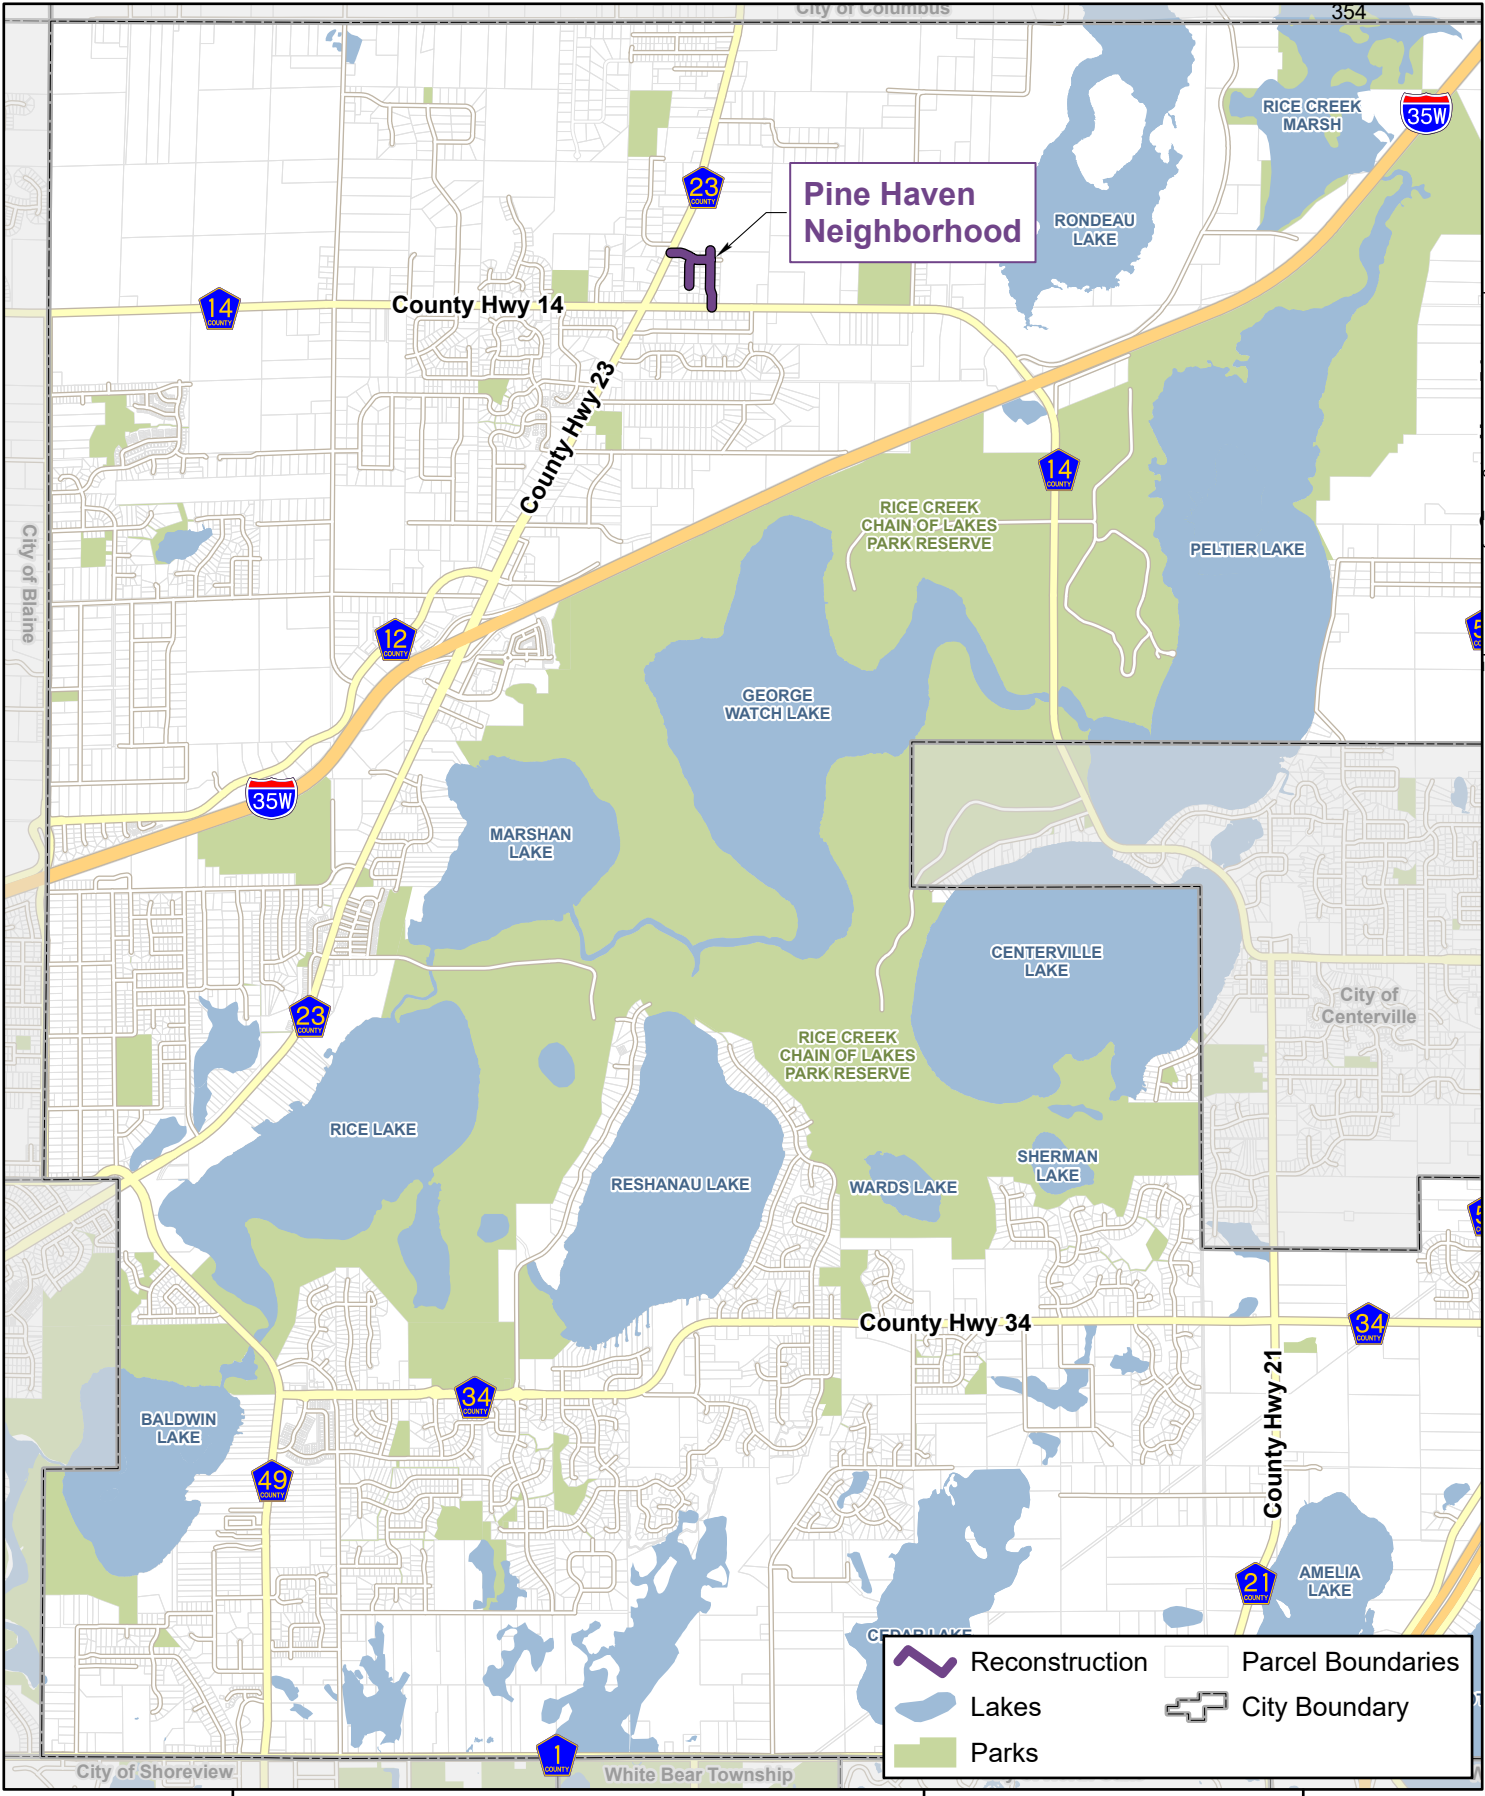 City of Columbus
354
RICE CREEK
MARSH
35W
23
COUNTY
Pine Haven
Neighborhood
RONDEAU
LAKE
14
COUNTY
County Hwy 14
County Hwy 23
14
COUNTY
RICE CREEK
CHAIN OF LAKES
PARK RESERVE
PELTIER LAKE
City of Blaine
12
COUNTY
GEORGE
WATCH LAKE
35W
MARSHAN
LAKE
CENTERVILLE
LAKE
City of
Centerville
23
COUNTY
RICE CREEK
CHAIN OF LAKES
PARK RESERVE
RICE LAKE
SHERMAN
LAKE
RESHANAU LAKE
WARDS LAKE
County Hwy 34
34
COUNTY
County Hwy 21
34
COUNTY
BALDWIN
LAKE
49
COUNTY
21
COUNTY
AMELIA
LAKE
CEDAR LAKE
Reconstruction
Parcel Boundaries
Lakes
City Boundary
Parks
1
COUNTY
City of Shoreview
White Bear Township